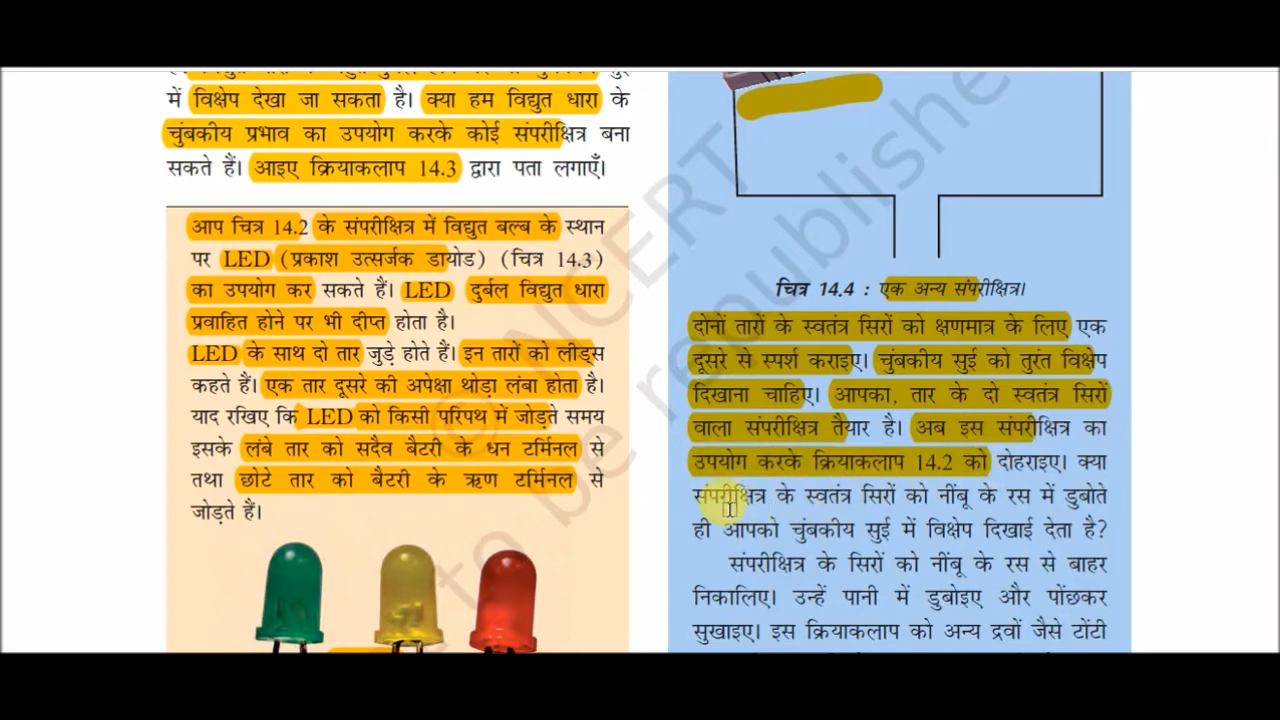 में विक्षेप देखा जा सकता है। क्या हम विद्युत धारा के
चुंबकीय प्रभाव का उपयोग करके कोई संपरीक्षित्र बना
सकते हैं। आइए क्रियाकलाप 14.3 द्वारा पता लगाएँ।
आप चित्र 14.2 के संपरीक्षित्र में विद्युत बल्ब के स्थान
पर LED (प्रकाश उत्सर्जक डायोड) (चित्र 14.3)
का उपयोग कर सकते हैं। LED दुर्बल विद्युत धारा
प्रवाहित होने पर भी दीप्त होता है।
LED के साथ दो तार जुड़े होते हैं। इन तारों को लीड्स
कहते हैं। एक तार दूसरे की अपेक्षा थोड़ा लंबा होता है।
याद रखिए कि LED को किसी परिपथ में जोड़ते समय
इसके लंबे तार को सदैव बैटरी के धन टर्मिनल से
तथा छोटे तार को बैटरी के ऋण टर्मिनल से
जोड़ते हैं।
चित्र 14.4 : एक अन्य संपरीक्षित्र।
दोनों तारों के स्वतंत्र सिरों को क्षणमात्र के लिए एक
दूसरे से स्पर्श कराइए। चुंबकीय सुई को तुरंत विक्षेप
दिखाना चाहिए। आपका, तार के दो स्वतंत्र सिरों
वाला संपरीक्षित्र तैयार है। अब इस संपरीक्षित्र का
उपयोग करके क्रियाकलाप 14.2 को दोहराइए। क्या
संपरीक्षित्र के स्वतंत्र सिरों को नींबू के रस में डुबोते
ही आपको चुंबकीय सुई में विक्षेप दिखाई देता है?
संपरीक्षित्र के सिरों को नींबू के रस से बाहर
निकालिए। उन्हें पानी में डुबोइए और पोंछकर
सुखाइए। इस क्रियाकलाप को अन्य द्रवों जैसे टोंटी
© NCERT
to be republishe